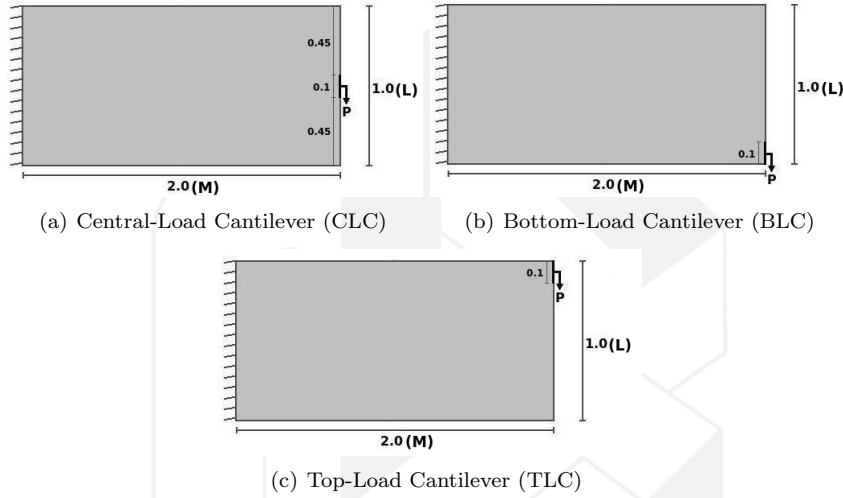 0.45
0.1
0.45
P
1.0(L)
2.0(M)
(a) Central-Load Cantilever (CLC)
0.1
P
1.0(L)
2.0(M)
(b) Bottom-Load Cantilever (BLC)
0.1
P
1.0(L)
2.0(M)
(c) Top-Load Cantilever (TLC)